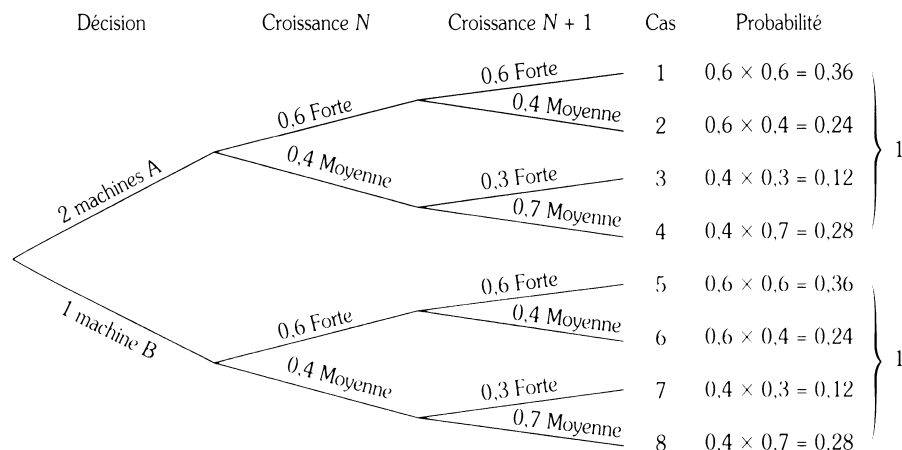 Décision Croissance N Croissance N + 1 Cas Probabilité
0,6 Forte 1 0,6 × 0,6 = 0,36
0,6 Forte
0,4 Moyenne 2 0,6 × 0,4 = 0,24
1
2 machines A
0,4 Moyenne
0,3 Forte 3 0,4 × 0,3 = 0,12
0,7 Moyenne 4 0,4 × 0,7 = 0,28
0,6 Forte 5 0,6 × 0,6 = 0,36
1 machine B
0,6 Forte
0,4 Moyenne 6 0,6 × 0,4 = 0,24
1
0,4 Moyenne
0,3 Forte 7 0,4 × 0,3 = 0,12
0,7 Moyenne 8 0,4 × 0,7 = 0,28